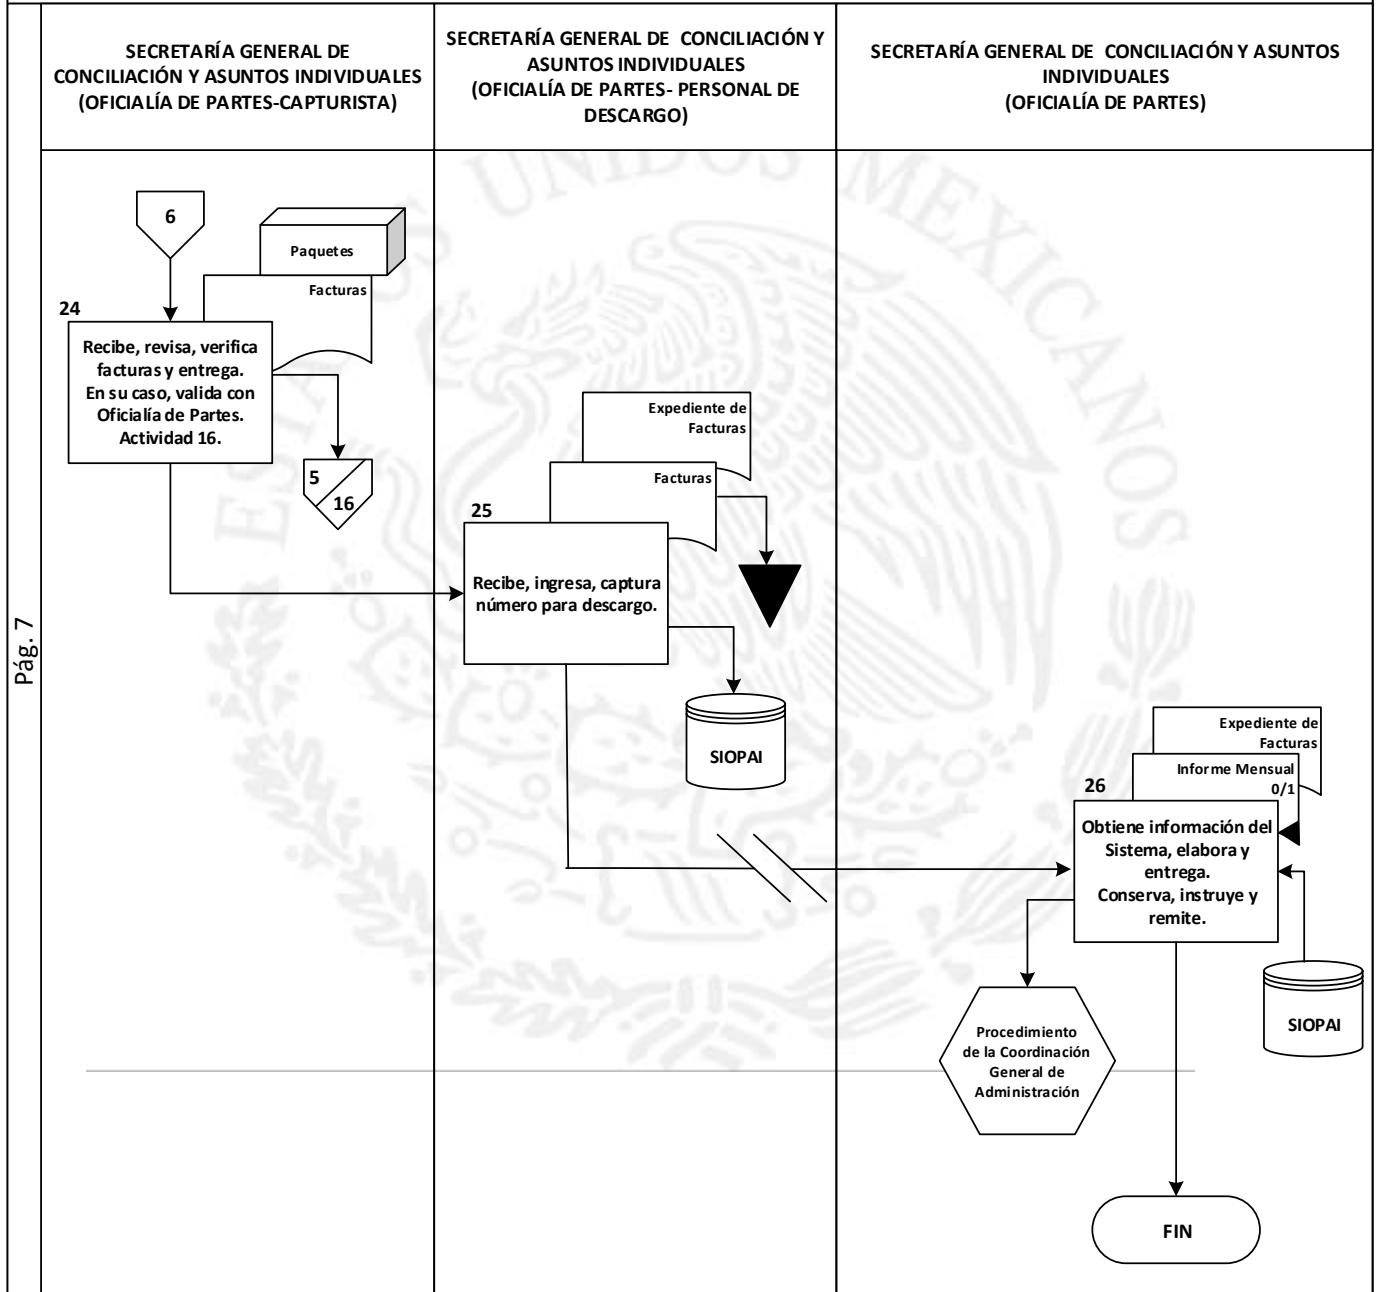 SECRETARÍA GENERAL DE
CONCILIACIÓN Y ASUNTOS INDIVIDUALES
(OFICIALÍA DE PARTES-CAPTURISTA)
SECRETARÍA GENERAL DE CONCILIACIÓN Y
ASUNTOS INDIVIDUALES
(OFICIALÍA DE PARTES- PERSONAL DE
DESCARGO)
SECRETARÍA GENERAL DE CONCILIACIÓN Y ASUNTOS
INDIVIDUALES
(OFICIALÍA DE PARTES)
Pág. 7
ESTADOS UNIDOS MEXICANOS
6
Paquetes
Facturas
24
Recibe, revisa, verifica
facturas y entrega.
En su caso, valida con
Oficialía de Partes.
Actividad 16.
5
16
Expediente de
Facturas
Facturas
25
Recibe, ingresa, captura
número para descargo.
SIOPAI
Expediente de
Facturas
Informe Mensual
0/1
26
Obtiene información del
Sistema, elabora y
entrega.
Conserva, instruye y
remite.
SIOPAI
Procedimiento
de la Coordinación
General de
Administración
FIN